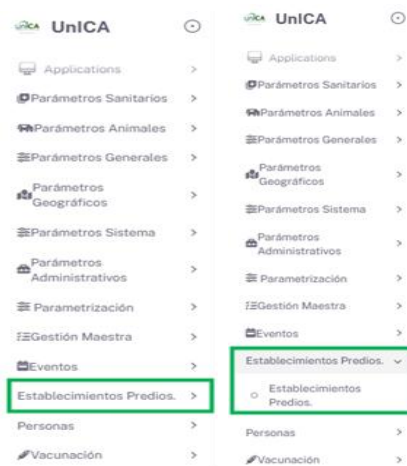 UnICA
Applications
Parámetros Sanitarios
Parámetros Animales
Parámetros Generales
Parámetros
Geográficos
Parámetros Sistema
Parámetros
Administrativos
Parametrización
Gestión Maestra
Eventos
Establecimientos Predios.
Personas
Vacunación
UnICA
Applications
Parámetros Sanitarios
Parámetros Animales
Parámetros Generales
Parámetros
Geográficos
Parámetros Sistema
Parámetros
Administrativos
Parametrización
Gestión Maestra
Eventos
Establecimientos Predios.
Establecimientos
Predios.
Personas
Vacunación